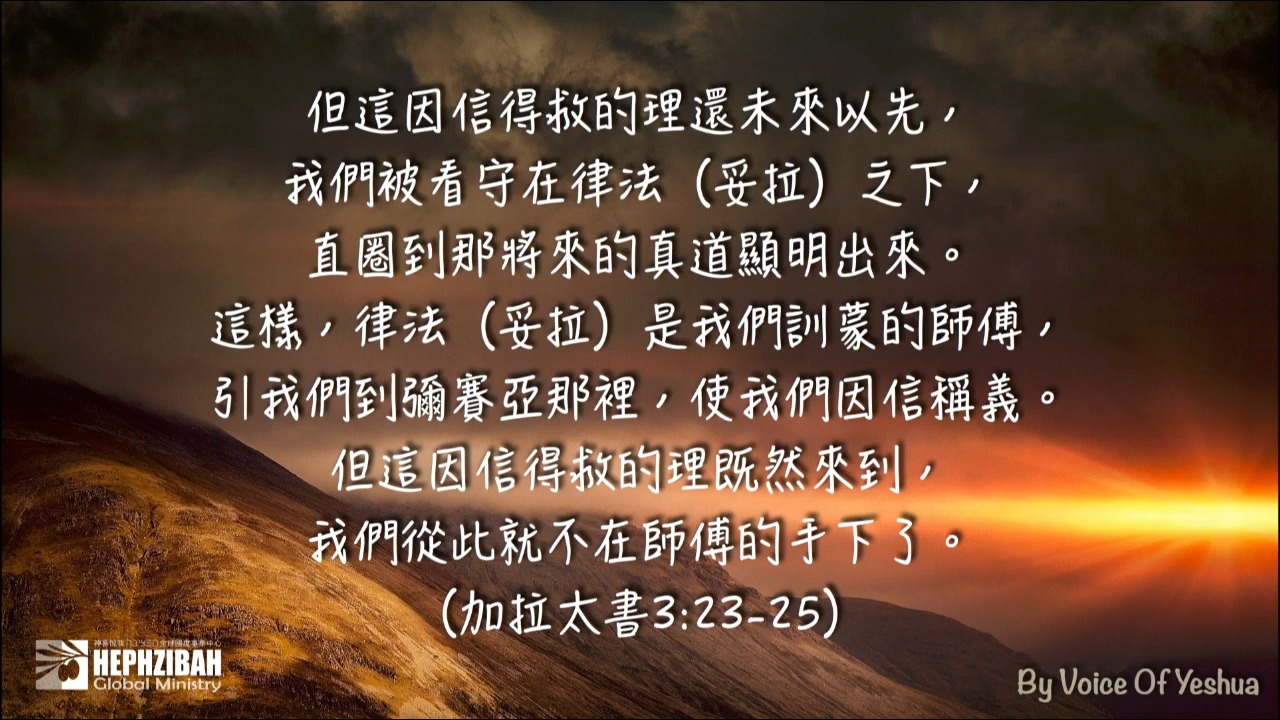 但這因信得救的理還未來以先，
我們被看守在律法（妥拉）之下，
直圈到那將來的真道顯明出來。
這樣，律法（妥拉）是我們訓蒙的師傅，
引我們到彌賽亞那裡，使我們因信稱義。
但這因信得救的理既然來到，
我們從此就不在師傅的手下了。
(加拉太書3:23-25)
HEPHZIBAH
Global Ministry
By Voice Of Yeshua